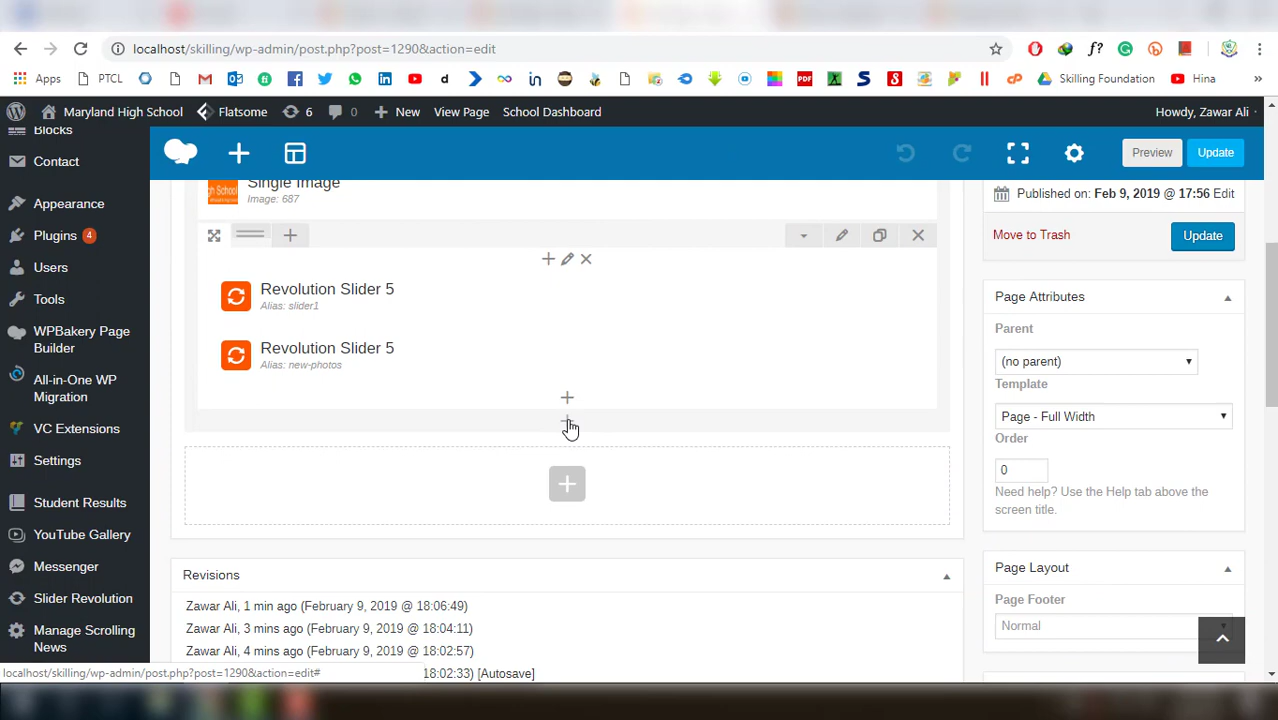 localhost/skilling/wp-admin/post.php?post=1290&action=edit
f?
Apps
PTCL
d
in
PDF
S
cP
Skilling Foundation
Hina
»
Maryland High School
Flatsome
6
0
New
View Page
School Dashboard
Howdy, Zawar Ali
Blocks
Contact
Appearance
Plugins 4
Users
Tools
WPBakery Page
Builder
All-in-One WP
Migration
VC Extensions
Settings
Student Results
YouTube Gallery
Messenger
Slider Revolution
Manage Scrolling
News
Preview
Update
gh School
Single Image
Image: 687
Revolution Slider 5
Alias: slider1
Revolution Slider 5
Alias: new-photos
Revisions
Zawar Ali, 1 min ago (February 9, 2019 @ 18:06:49)
Zawar Ali, 3 mins ago (February 9, 2019 @ 18:04:11)
Zawar Ali, 4 mins ago (February 9, 2019 @ 18:02:57)
18:02:33) [Autosave]
localhost/skilling/wp-admin/post.php?post=1290&action=edit#
Published on: Feb 9, 2019 @ 17:56 Edit
Move to Trash
Update
Page Attributes
Parent
(no parent)
Template
Page - Full Width
Order
0
Need help? Use the Help tab above the
screen title.
Page Layout
Page Footer
Normal